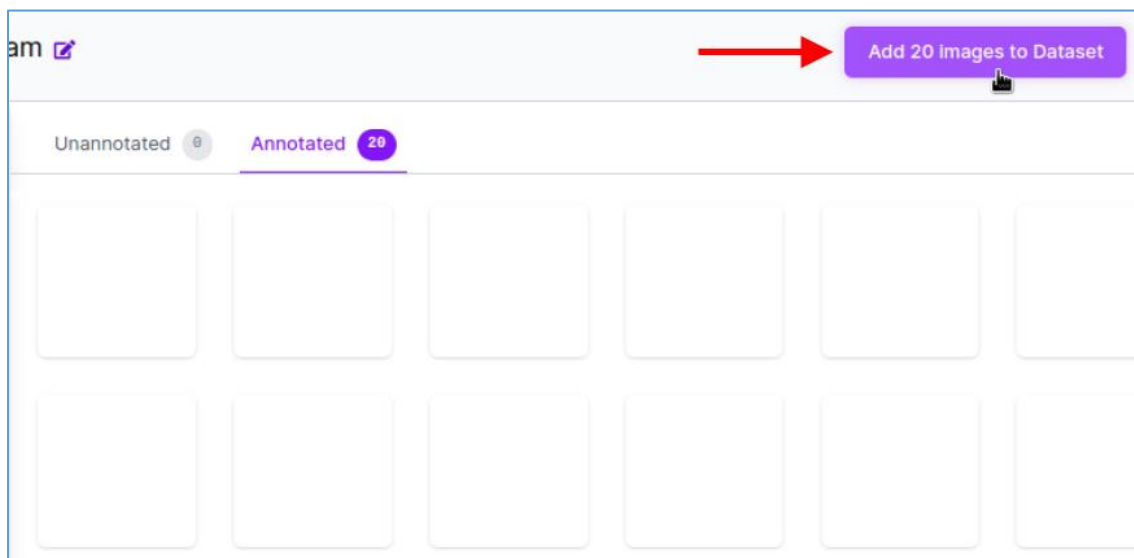 am
Add 20 images to Dataset
Unannotated 0
Annotated 20